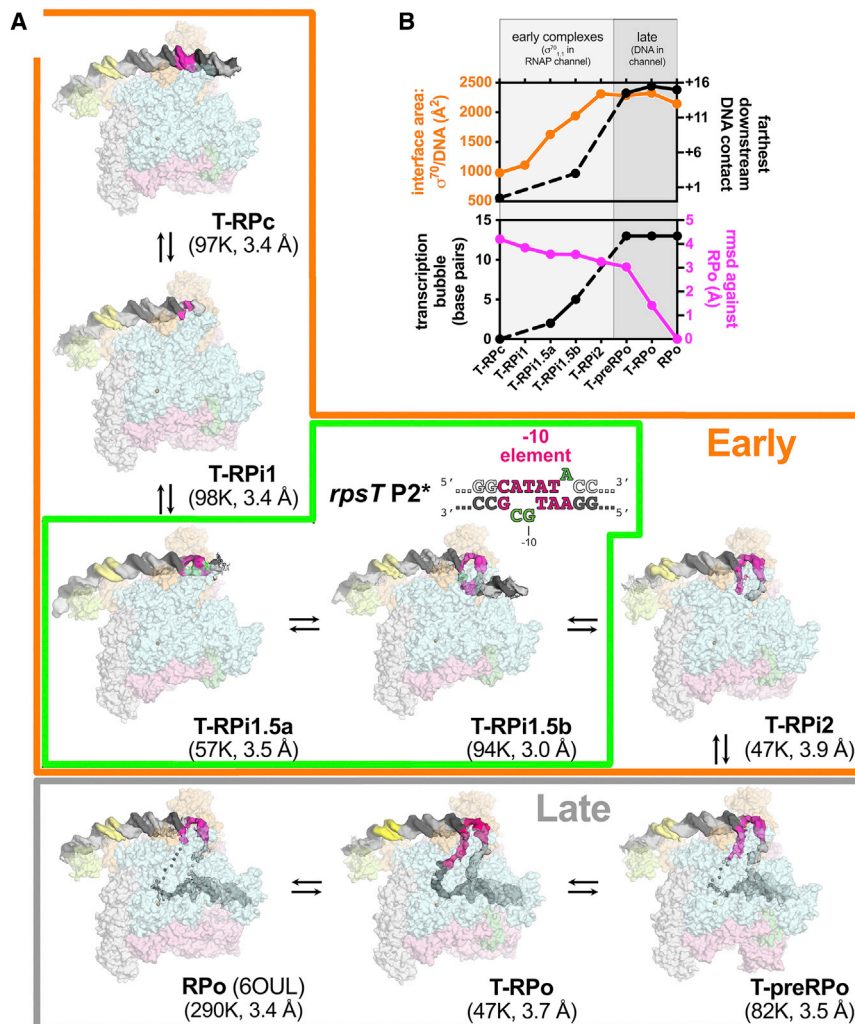 A
T-RPc
(97K, 3.4 Å)
T-RPi1
(98K, 3.4 Å)
B
early complexes
(σ⁷⁰₁.₁ in
RNAP channel)
late
(DNA in
channel)
interface area:
σ⁷⁰/DNA (Å²)
2500
2000
1500
1000
500
+16
+11
+6
+1
farthest
downstream
DNA contact
transcription
bubble
(base pairs)
15
10
5
0
5
4
3
2
1
0
rmsd against
RPo (Å)
T-RPc
T-RPi1
T-RPi1.5a
T-RPi1.5b
T-RPi2
T-preRPo
T-RPo
RPo
Early
-10
element
rpsT P2*
A
5′ ...GGCATAT CC... 3′
3′ ...CCG TAAGG... 5′
CG
-10
T-RPi1.5a
(57K, 3.5 Å)
T-RPi1.5b
(94K, 3.0 Å)
T-RPi2
(47K, 3.9 Å)
Late
RPo (6OUL)
(290K, 3.4 Å)
T-RPo
(47K, 3.7 Å)
T-preRPo
(82K, 3.5 Å)